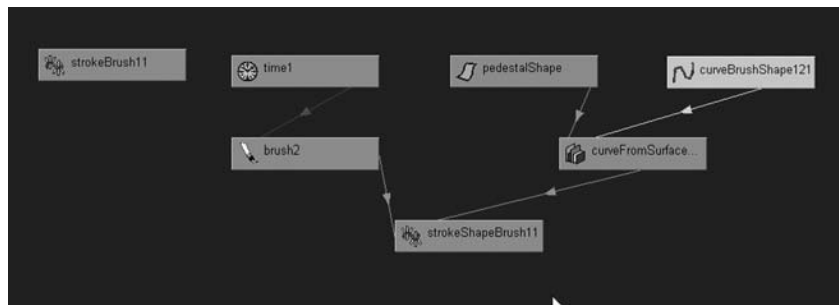 strokeBrush11
time1
pedestalShape
curveBrushShape121
brush2
curveFromSurface...
strokeShapeBrush11